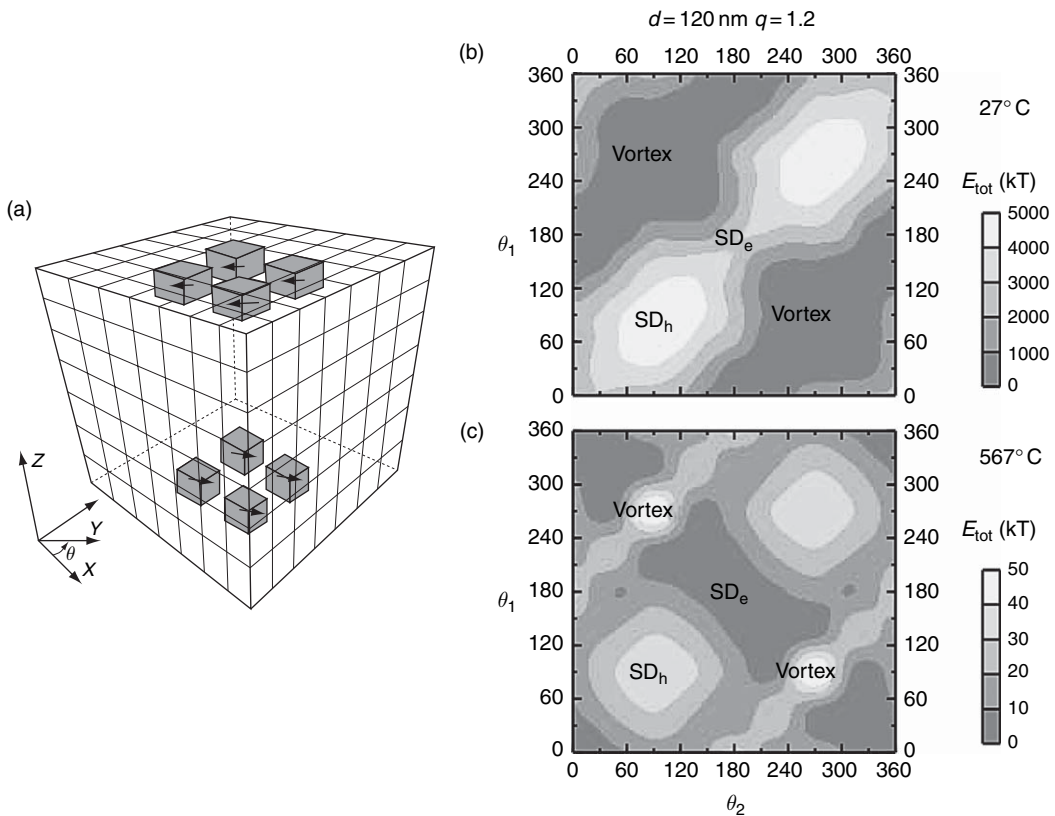 d = 120 nm q = 1.2
(a)
Z
Y
θ
X
(b)
0 60 120 180 240 300 360
360 360
300 300
240 240
180 180
120 120
60 60
0 0
θ1
Vortex
SDe
SDh
Vortex
27° C
Etot (kT)
5000
4000
3000
2000
1000
0
(c)
360 360
300 300
240 240
180 180
120 120
60 60
0 0
θ1
Vortex
SDe
SDh
Vortex
0 60 120 180 240 300 360
θ2
567° C
Etot (kT)
50
40
30
20
10
0